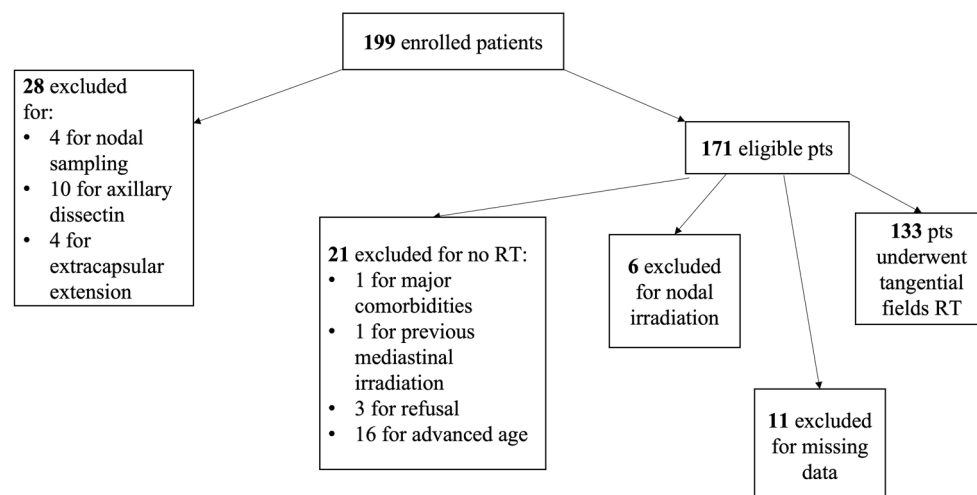 199 enrolled patients
28 excluded
for:
• 4 for nodal
sampling
• 10 for axillary
dissectin
• 4 for
extracapsular
extension
171 eligible pts
21 excluded for no RT:
• 1 for major
comorbidities
• 1 for previous
mediastinal
irradiation
• 3 for refusal
• 16 for advanced age
6 excluded
for nodal
irradiation
11 excluded
for missing
data
133 pts
underwent
tangential
fields RT